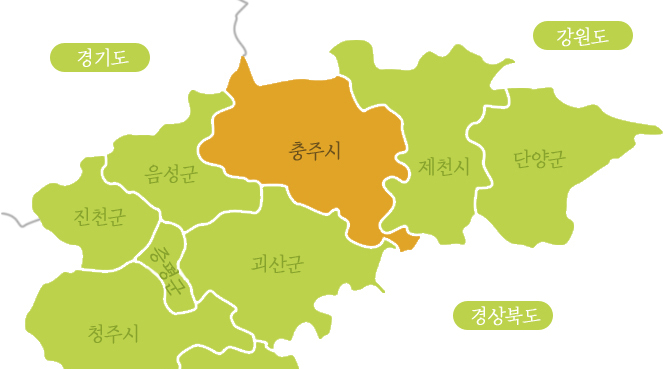 경기도
강원도
충주시
음성군
제천시
단양군
진천군
증평군
괴산군
경상북도
청주시